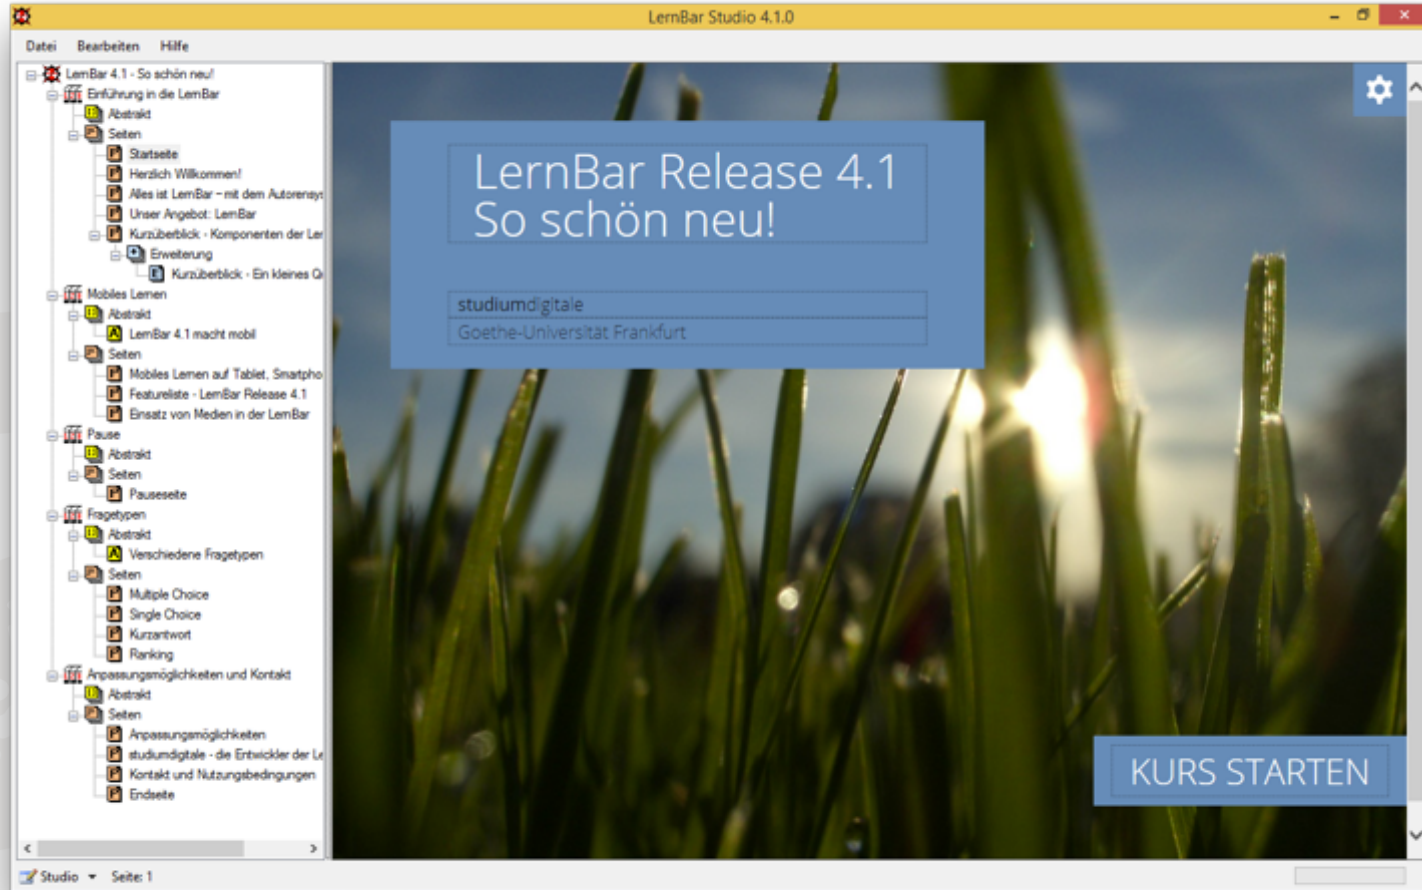 LernBar Studio 4.1.0
Datei Bearbeiten Hilfe
LernBar 4.1 - So schön neu!
Einführung in die LernBar
Abstrakt
Seiten
Startseite
Herzlich Willkommen!
Alles ist LernBar – mit dem Autorensys
Unser Angebot: LernBar
Kurzüberblick - Komponenten der Ler
Erweiterung
Kurzüberblick - Ein kleines Q
Mobiles Lernen
Abstrakt
LernBar 4.1 macht mobil
Seiten
Mobiles Lernen auf Tablet, Smartpho
Featureliste - LernBar Release 4.1
Einsatz von Medien in der LernBar
Pause
Abstrakt
Seiten
Pauseseite
Fragetypen
Abstrakt
Verschiedene Fragetypen
Seiten
Multiple Choice
Single Choice
Kurzantwort
Ranking
Anpassungsmöglichkeiten und Kontakt
Abstrakt
Seiten
Anpassungsmöglichkeiten
studiumdigitale - die Entwickler der Le
Kontakt und Nutzungsbedingungen
Endseite
LernBar Release 4.1
So schön neu!
studiumdigitale
Goethe-Universität Frankfurt
KURS STARTEN
Studio Seite: 1